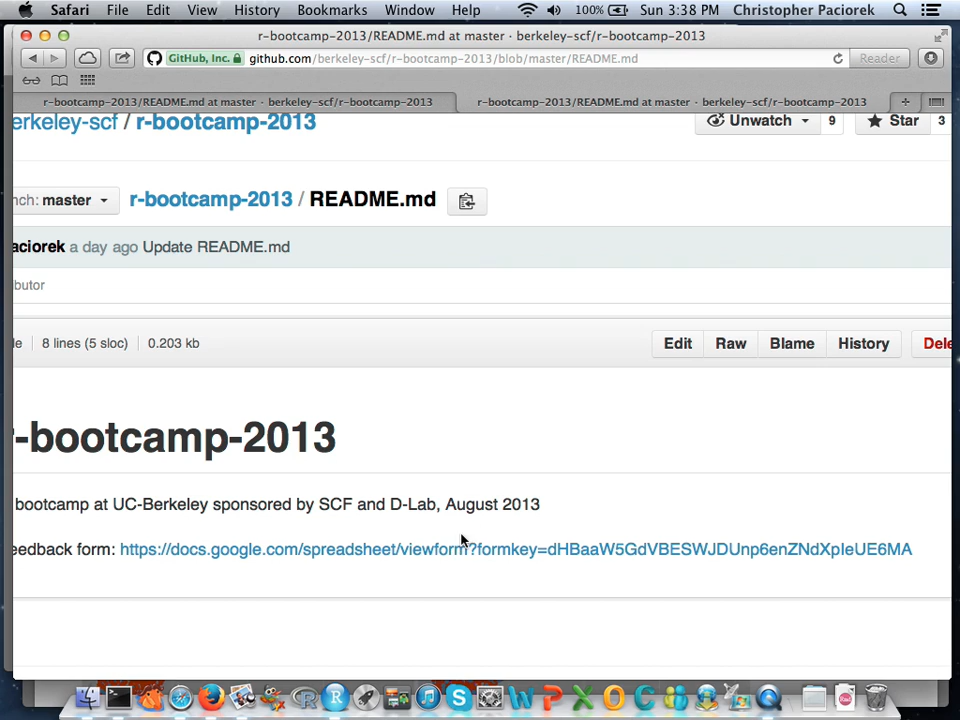 Safari File Edit View History Bookmarks Window Help 100% Sun 3:38 PM Christopher Paciorek
r-bootcamp-2013/README.md at master · berkeley-scf/r-bootcamp-2013
GitHub, Inc. github.com/berkeley-scf/r-bootcamp-2013/blob/master/README.md Reader
r-bootcamp-2013/README.md at master · berkeley-scf/r-bootcamp-2013 r-bootcamp-2013/README.md at master · berkeley-scf/r-bootcamp-2013 +
erkeley-scf / r-bootcamp-2013 Unwatch 9 Star 3
nch: master r-bootcamp-2013 / README.md
aciorek a day ago Update README.md
butor
le 8 lines (5 sloc) 0.203 kb Edit Raw Blame History Dele
r-bootcamp-2013
bootcamp at UC-Berkeley sponsored by SCF and D-Lab, August 2013
eedback form: https://docs.google.com/spreadsheet/viewform?formkey=dHBaaW5GdVBESWJDUnp6enZNdXpIeUE6MA